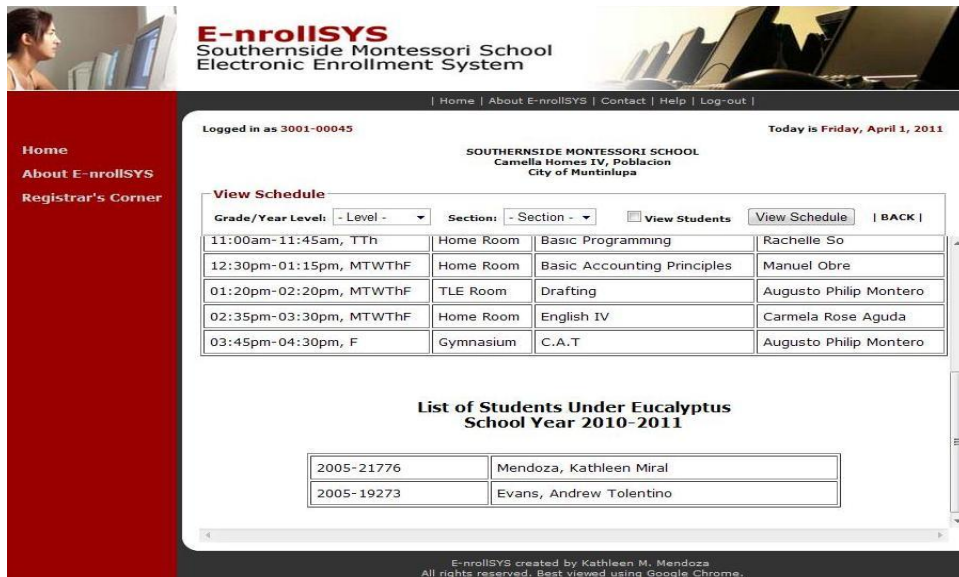 E-nrollSYS
Southernside Montessori School
Electronic Enrollment System
| Home | About E-nrollSYS | Contact | Help | Log-out |
Home
About E-nrollSYS
Registrar's Corner
Logged in as 3001-00045
Today is Friday, April 1, 2011
SOUTHERNSIDE MONTESSORI SCHOOL
Camella Homes IV, Poblacion
City of Muntinlupa
View Schedule
Grade/Year Level: - Level - Section: - Section - View Students View Schedule | BACK |
11:00am-11:45am, TTh Home Room Basic Programming Rachelle So
12:30pm-01:15pm, MTWThF Home Room Basic Accounting Principles Manuel Obre
01:20pm-02:20pm, MTWThF TLE Room Drafting Augusto Philip Montero
02:35pm-03:30pm, MTWThF Home Room English IV Carmela Rose Aguda
03:45pm-04:30pm, F Gymnasium C.A.T Augusto Philip Montero
List of Students Under Eucalyptus
School Year 2010-2011
2005-21776 Mendoza, Kathleen Miral
2005-19273 Evans, Andrew Tolentino
E-nrollSYS created by Kathleen M. Mendoza
All rights reserved. Best viewed using Google Chrome.